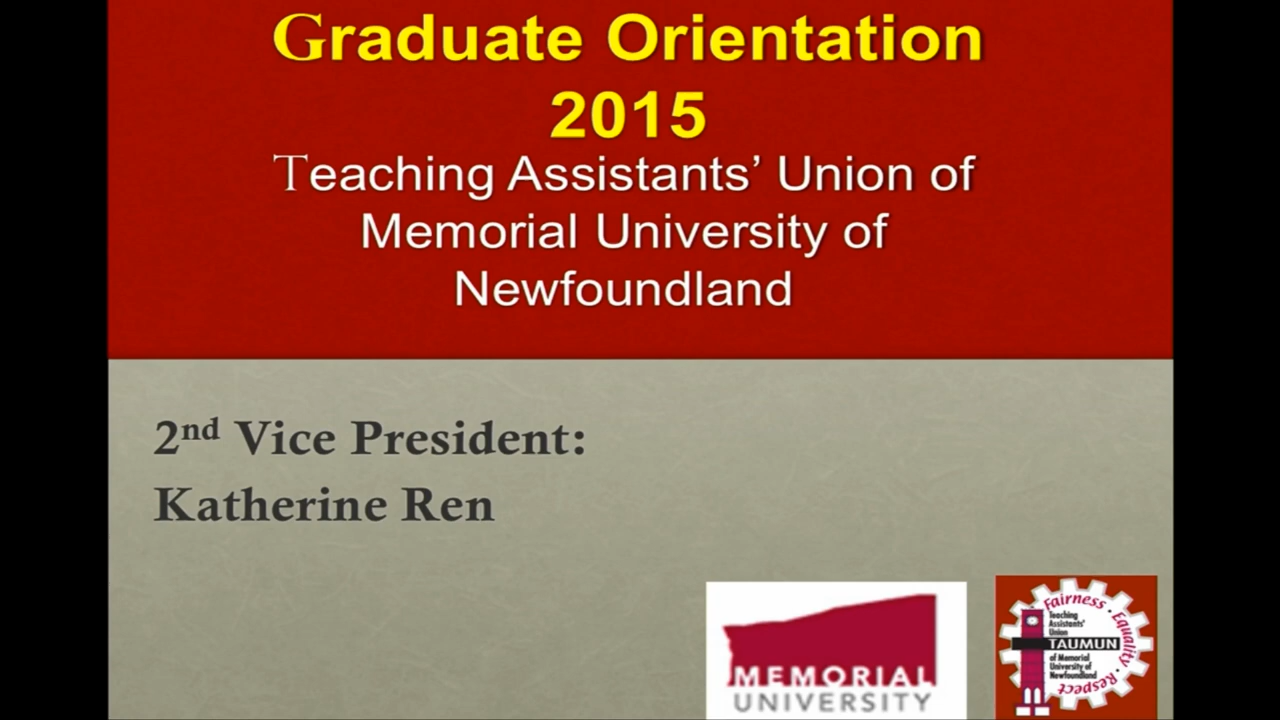 Graduate Orientation
2015
Teaching Assistants’ Union of
Memorial University of
Newfoundland
2nd Vice President:
Katherine Ren
MEMORIAL
UNIVERSITY
Fairness · Equality · Respect
Teaching
Assistants'
Union
TAUMUN
of Memorial
University of
Newfoundland